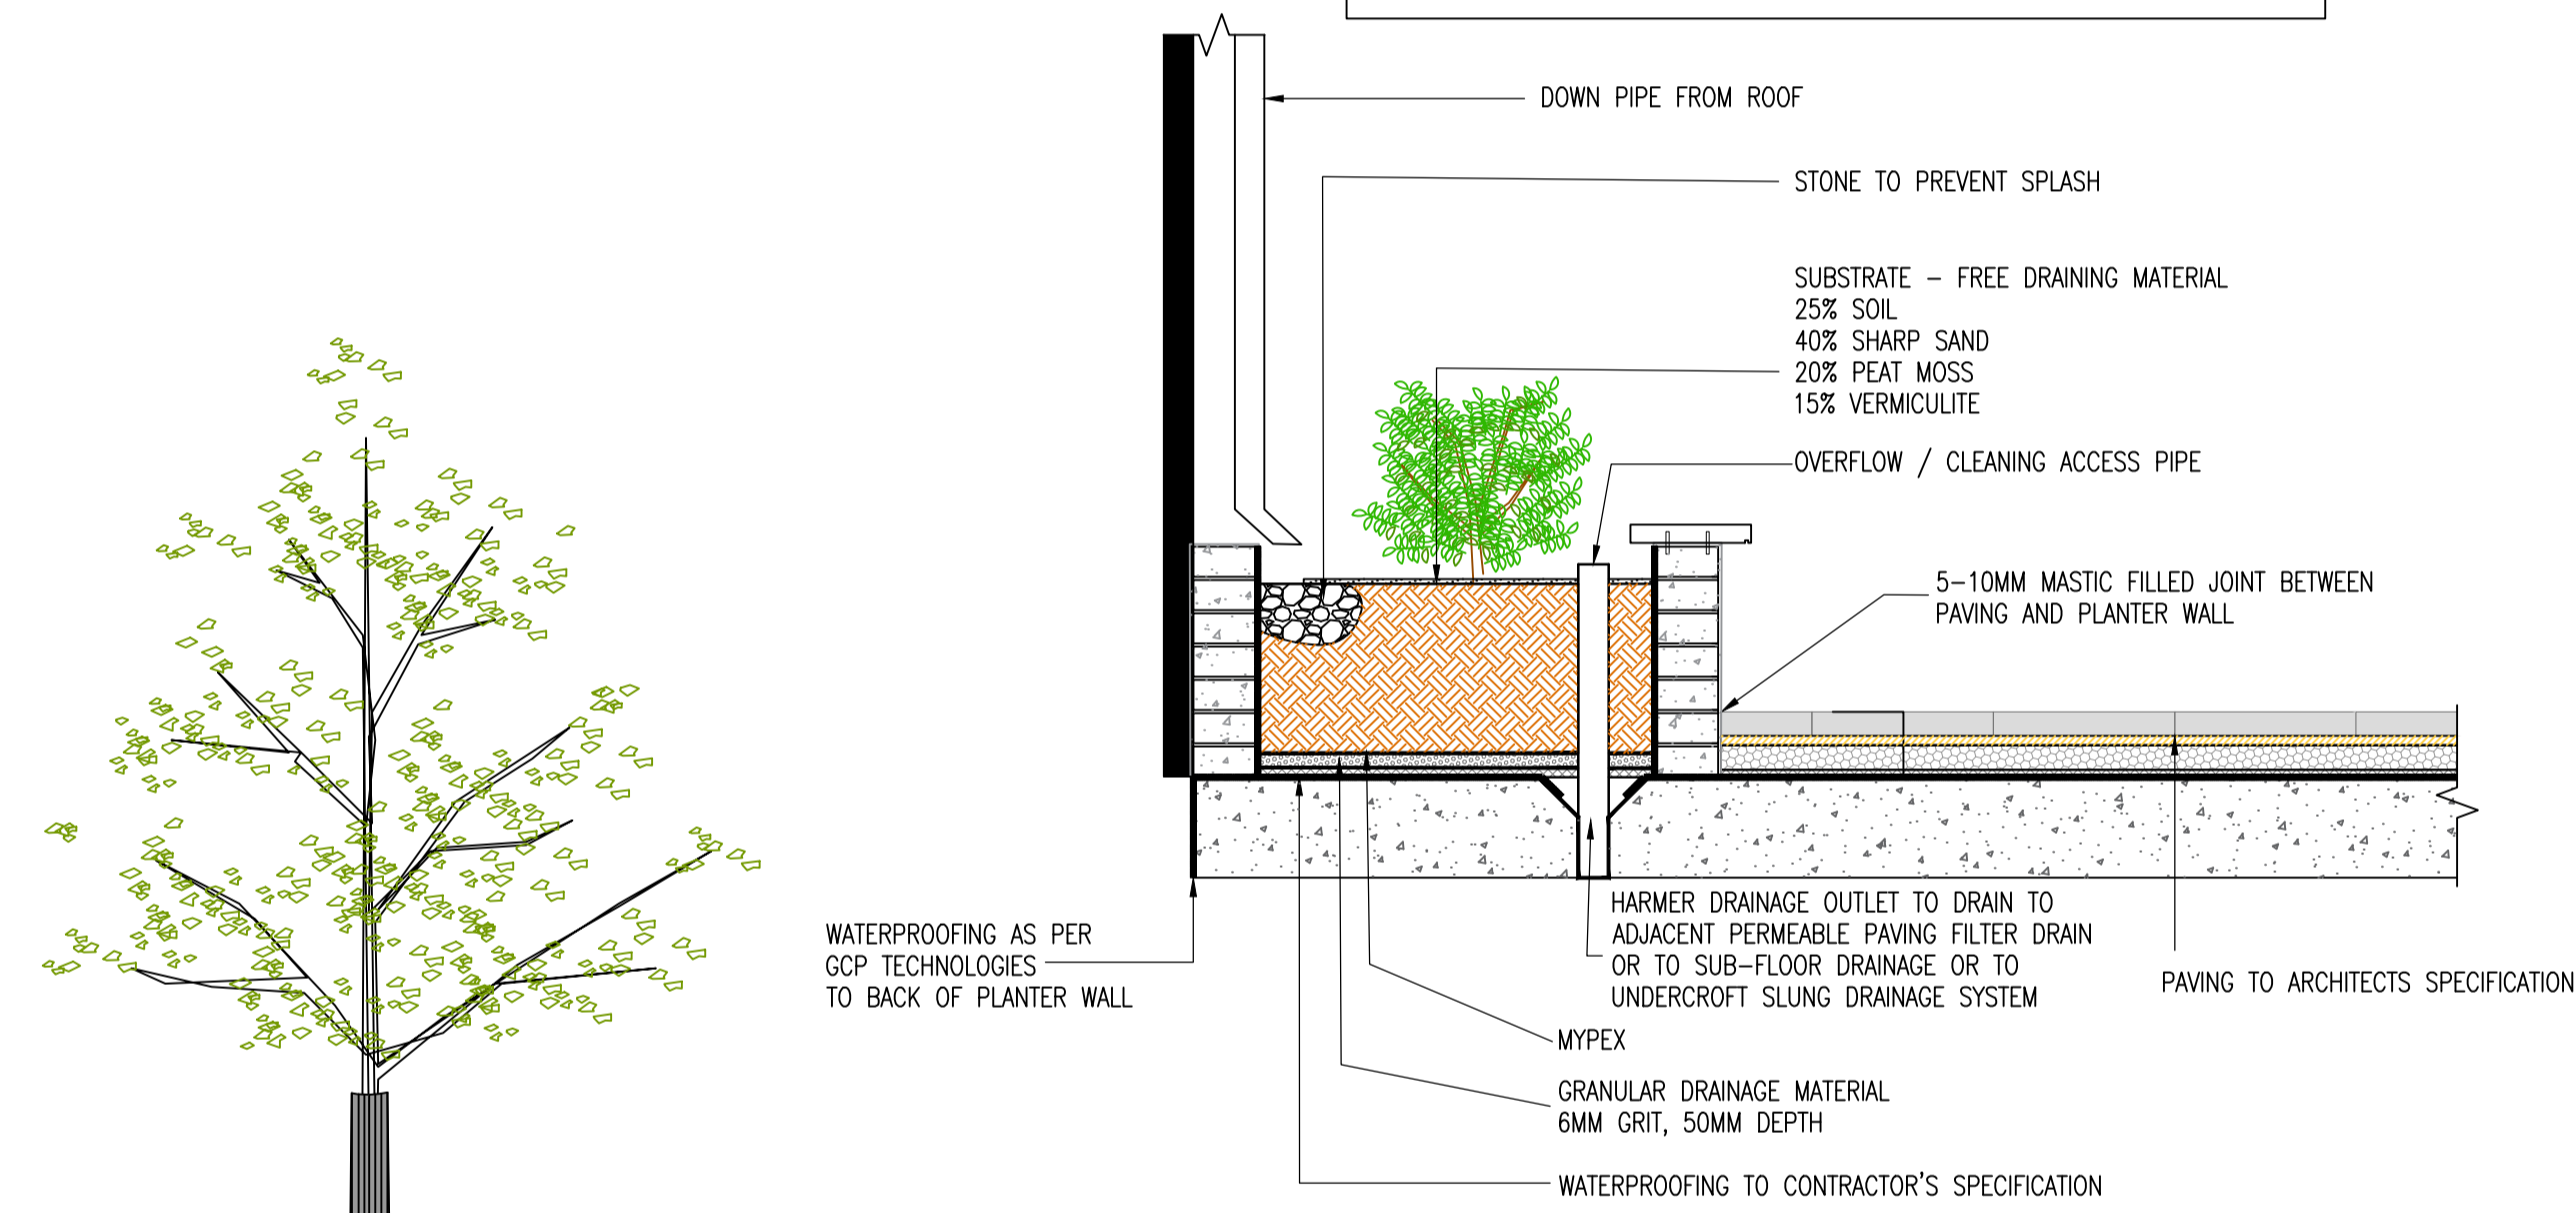 DOWN PIPE FROM ROOF
STONE TO PREVENT SPLASH
SUBSTRATE – FREE DRAINING MATERIAL
25% SOIL
40% SHARP SAND
20% PEAT MOSS
15% VERMICULITE
OVERFLOW / CLEANING ACCESS PIPE
5–10MM MASTIC FILLED JOINT BETWEEN
PAVING AND PLANTER WALL
WATERPROOFING AS PER
GCP TECHNOLOGIES
TO BACK OF PLANTER WALL
HARMER DRAINAGE OUTLET TO DRAIN TO
ADJACENT PERMEABLE PAVING FILTER DRAIN
OR TO SUB–FLOOR DRAINAGE OR TO
UNDERCROFT SLUNG DRAINAGE SYSTEM
PAVING TO ARCHITECTS SPECIFICATION
MYPEX
GRANULAR DRAINAGE MATERIAL
6MM GRIT, 50MM DEPTH
WATERPROOFING TO CONTRACTOR'S SPECIFICATION